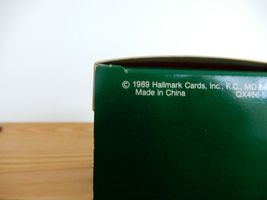 © 1989 Hallmark Cards, Inc., K.C., MO
Made in China